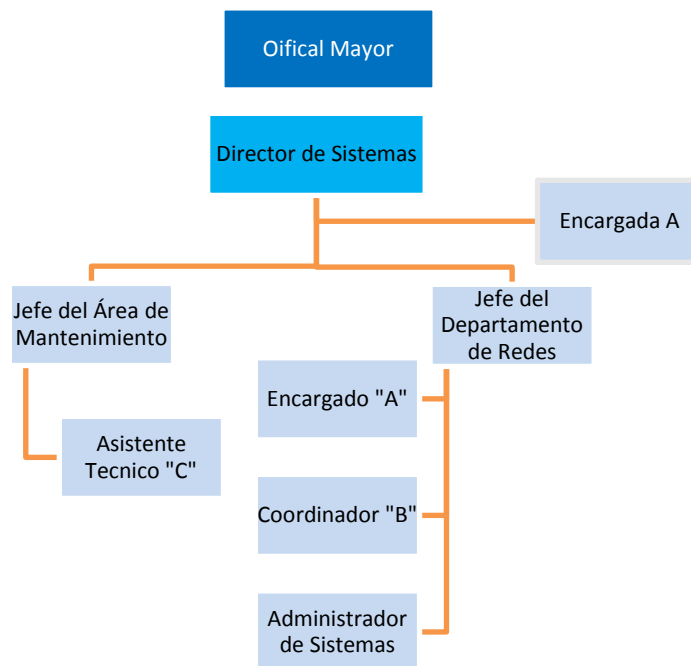 Oifical Mayor
Director de Sistemas
Encargada A
Jefe del Área de
Mantenimiento
Jefe del
Departamento
de Redes
Encargado "A"
Asistente
Tecnico "C"
Coordinador "B"
Administrador
de Sistemas